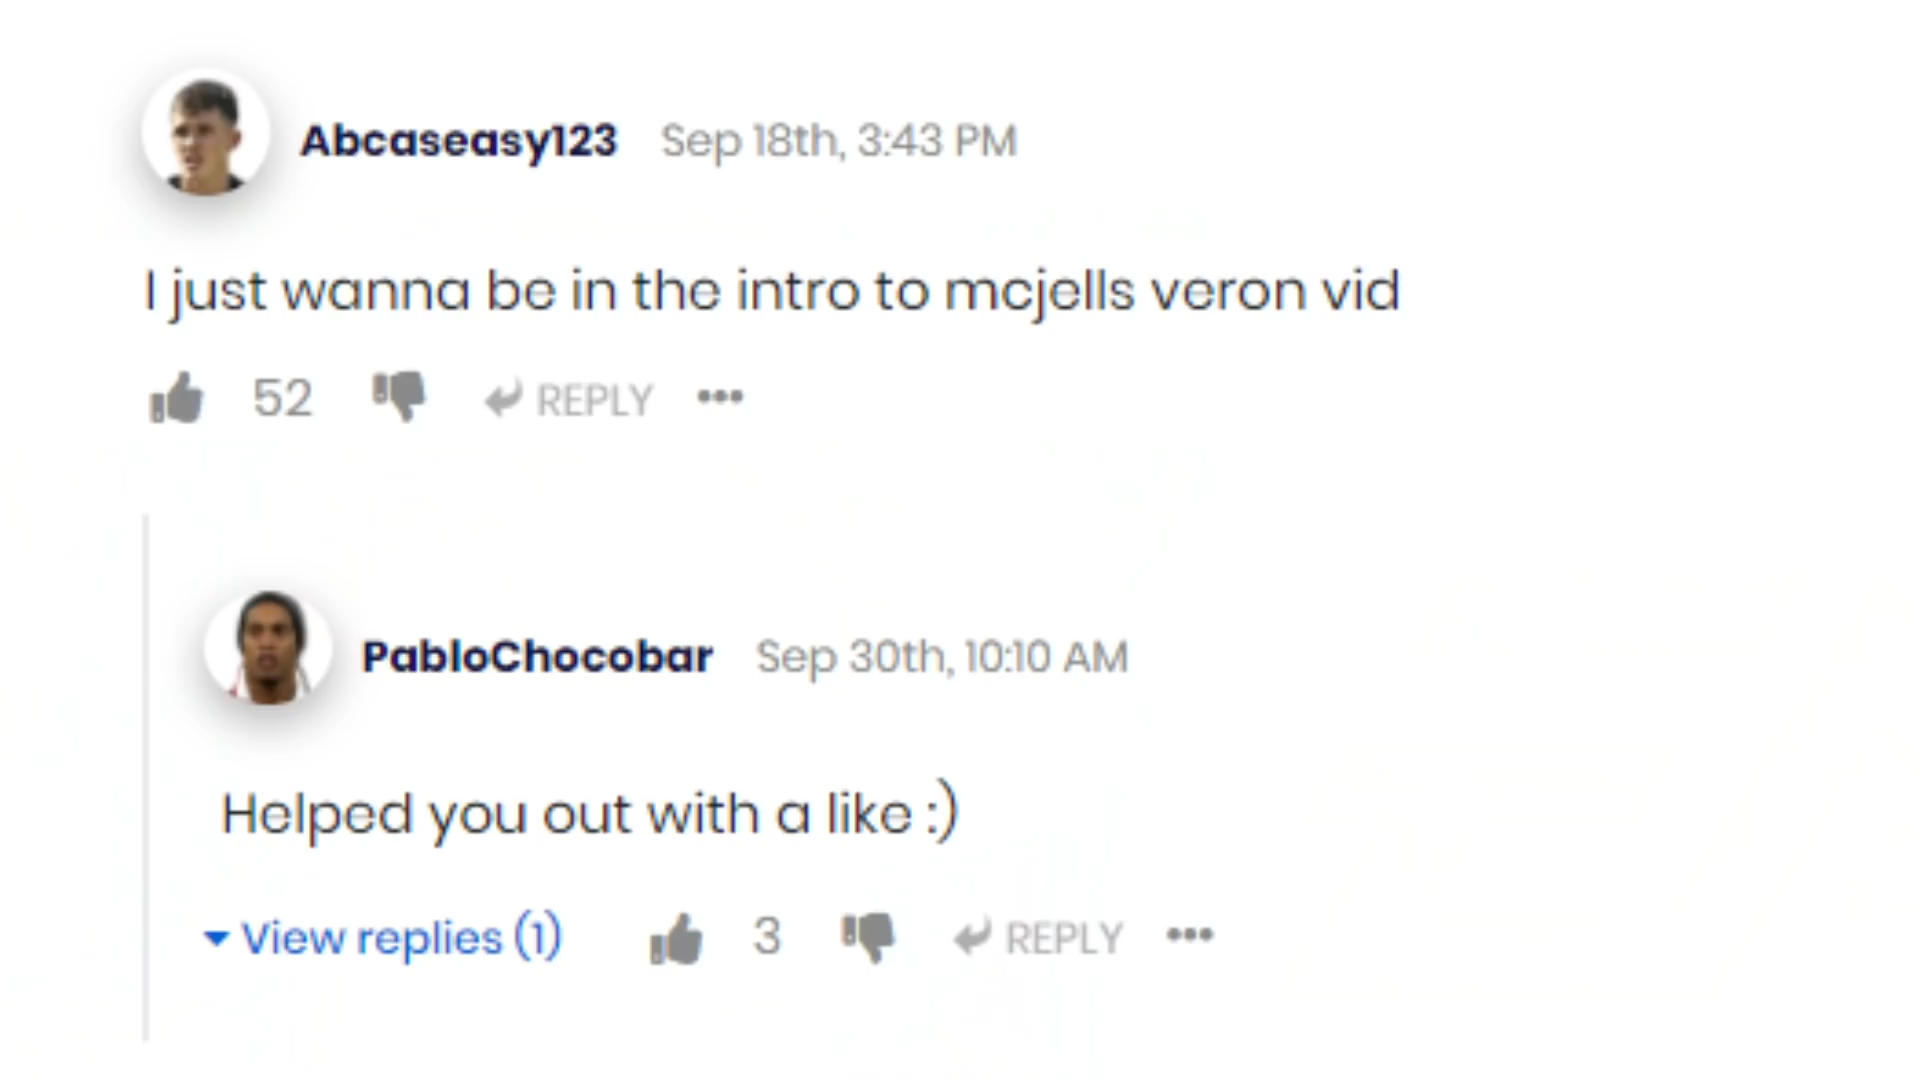 Abcaseasy123 Sep 18th, 3:43 PM
I just wanna be in the intro to mcjells veron vid
52 REPLY
PabloChocobar Sep 30th, 10:10 AM
Helped you out with a like :)
View replies (1) 3 REPLY